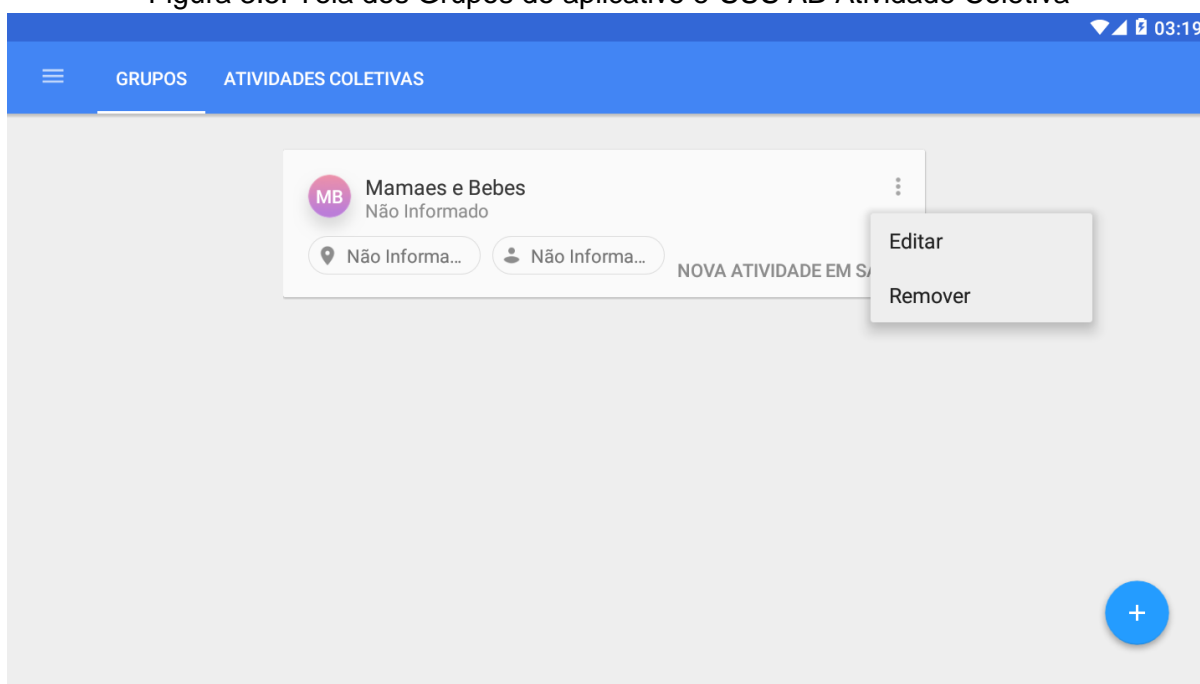 03:19
GRUPOS ATIVIDADES COLETIVAS
MB
Mamaes e Bebes
Não Informado
Não Informa...
Não Informa...
NOVA ATIVIDADE EM
Editar
Remover